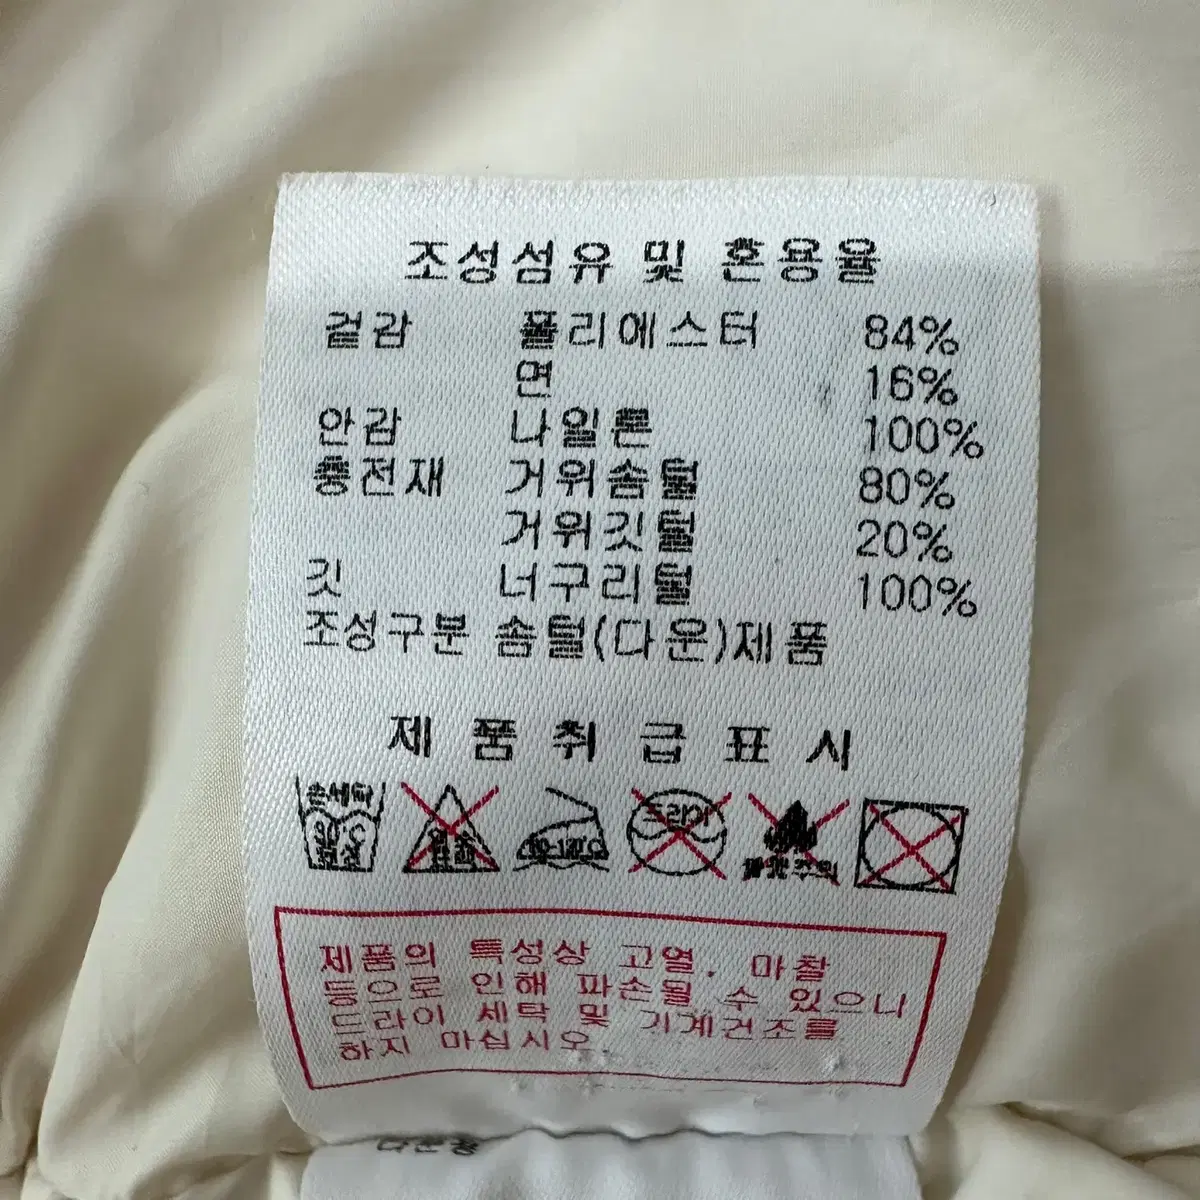 조성섬유 및 혼용율
겉감 폴리에스터 84%
면 16%
안감 나일론 100%
충전재 거위솜털 80%
거위깃털 20%
깃 너구리털 100%
조성구분 솜털(다운)제품
제품취급표시
손세탁
드라이
제품의 특성상 고열, 마찰
등으로 인해 파손될 수 있으니
드라이 세탁 및 기계건조를
하지 마십시오.